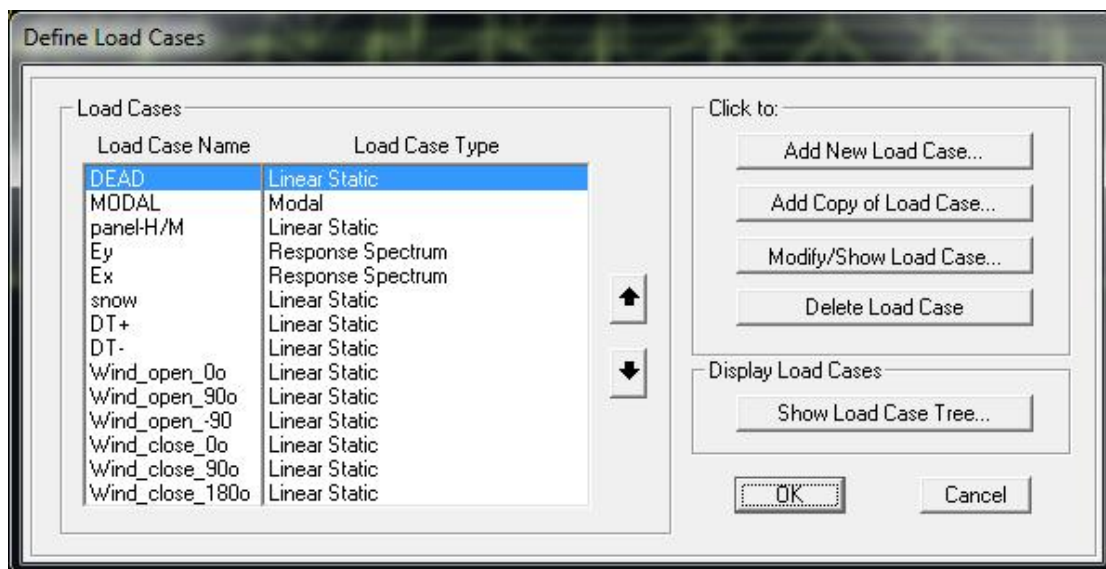 Define Load Cases
Load Cases
Load Case Name Load Case Type
DEAD Linear Static
MODAL Modal
panel-H/M Linear Static
Ey Response Spectrum
Ex Response Spectrum
snow Linear Static
DT+ Linear Static
DT- Linear Static
Wind_open_0o Linear Static
Wind_open_90o Linear Static
Wind_open_-90 Linear Static
Wind_close_0o Linear Static
Wind_close_90o Linear Static
Wind_close_180o Linear Static
Click to:
Add New Load Case...
Add Copy of Load Case...
Modify/Show Load Case...
Delete Load Case
Display Load Cases
Show Load Case Tree...
OK Cancel